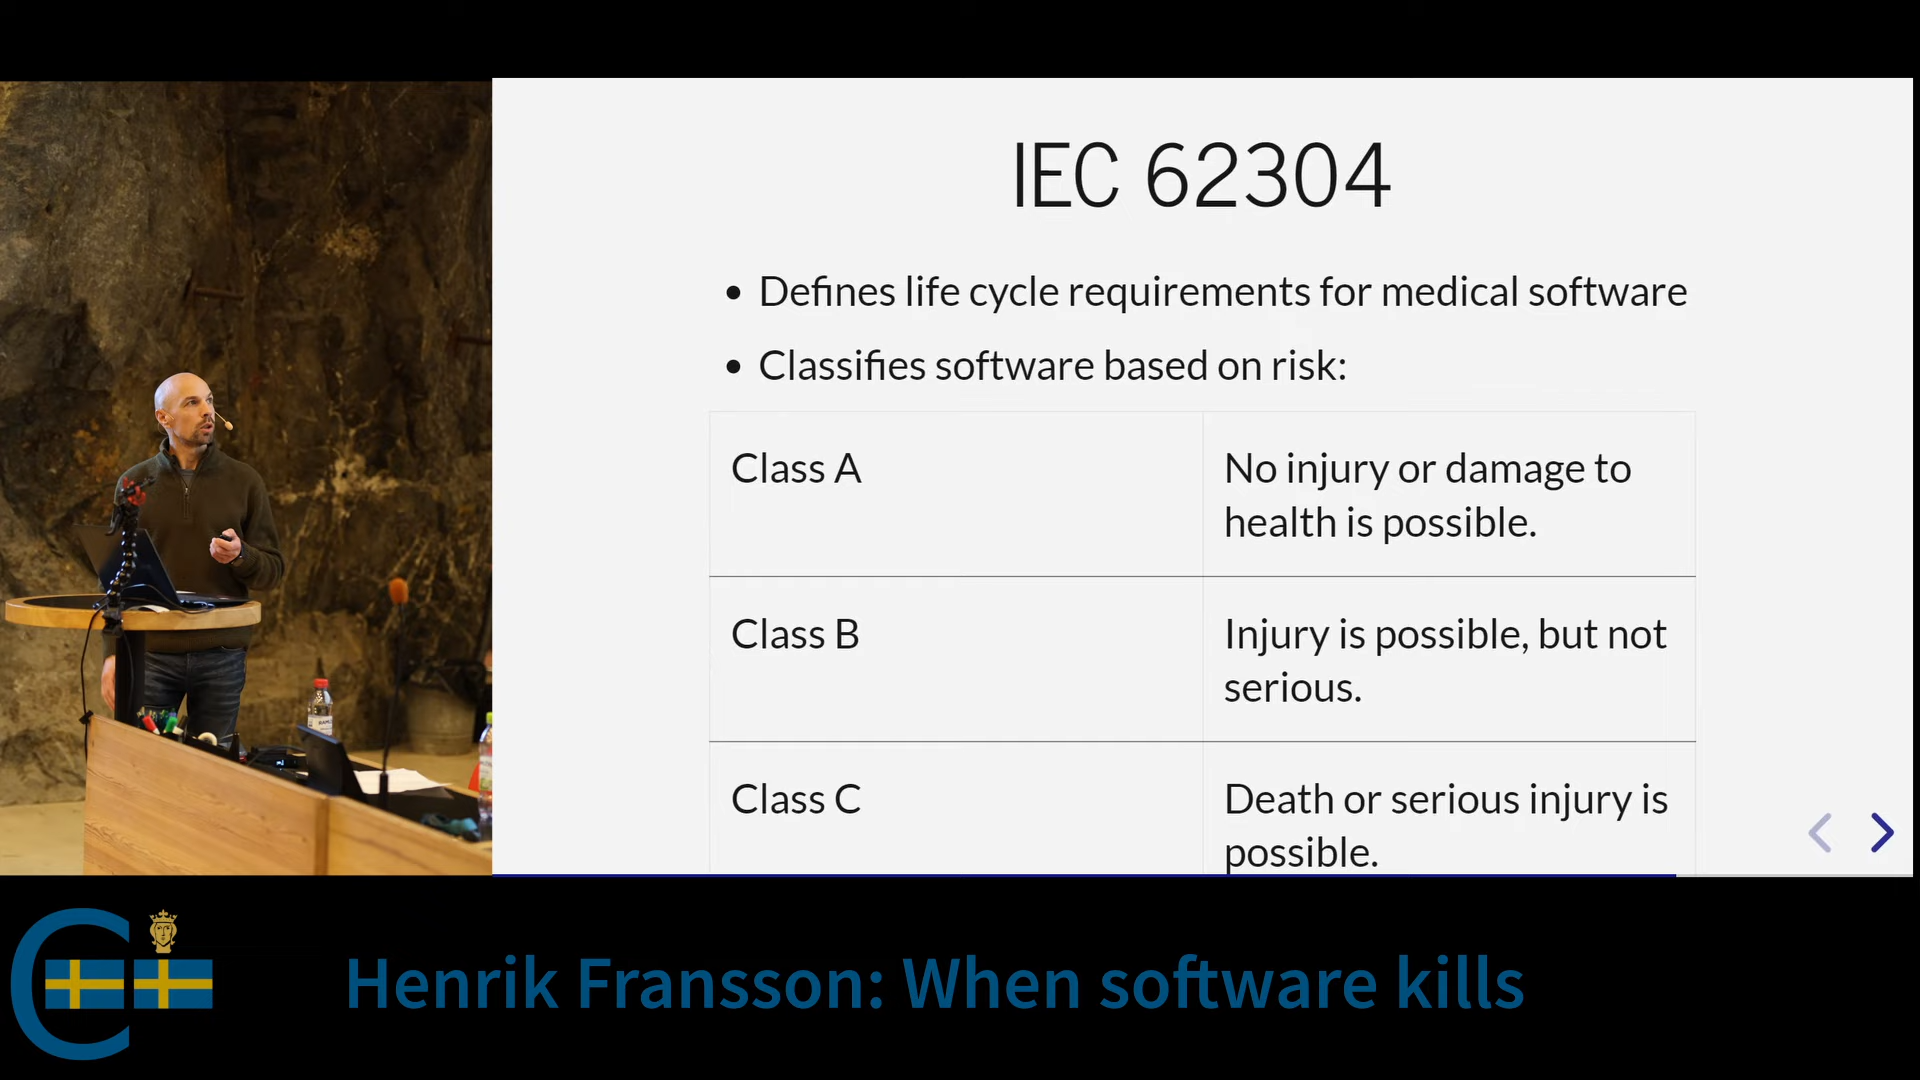 IEC 62304
• Defines life cycle requirements for medical software
• Classifies software based on risk:
Class A
No injury or damage to
health is possible.
Class B
Injury is possible, but not
serious.
Class C
Death or serious injury is
possible.
Henrik Fransson: When software kills